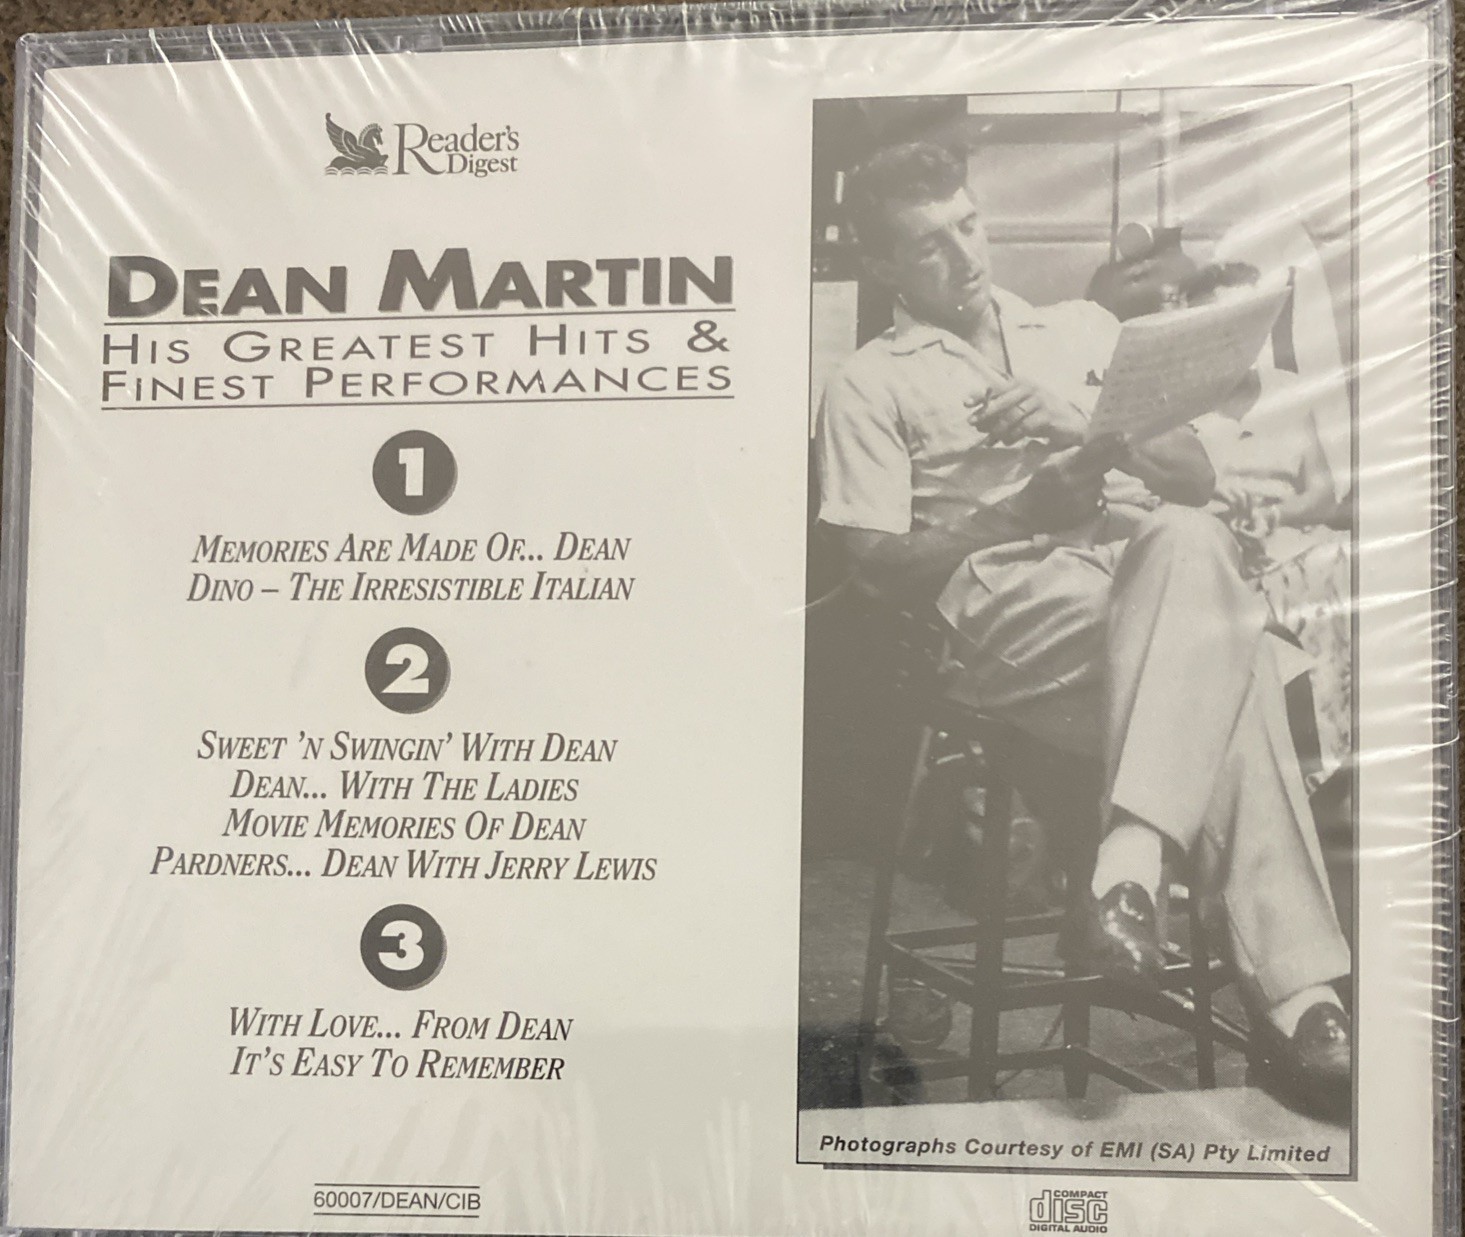 Reader's
Digest
DEAN MARTIN
HIS GREATEST HITS &
FINEST PERFORMANCES
1
MEMORIES ARE MADE OF... DEAN
DINO – THE IRRESISTIBLE ITALIAN
2
SWEET 'N SWINGIN' WITH DEAN
DEAN... WITH THE LADIES
MOVIE MEMORIES OF DEAN
PARDNERS... DEAN WITH JERRY LEWIS
3
WITH LOVE... FROM DEAN
IT'S EASY TO REMEMBER
Photographs Courtesy of EMI (SA) Pty Limited
60007/DEAN/CIB
COMPACT
disc
DIGITAL AUDIO